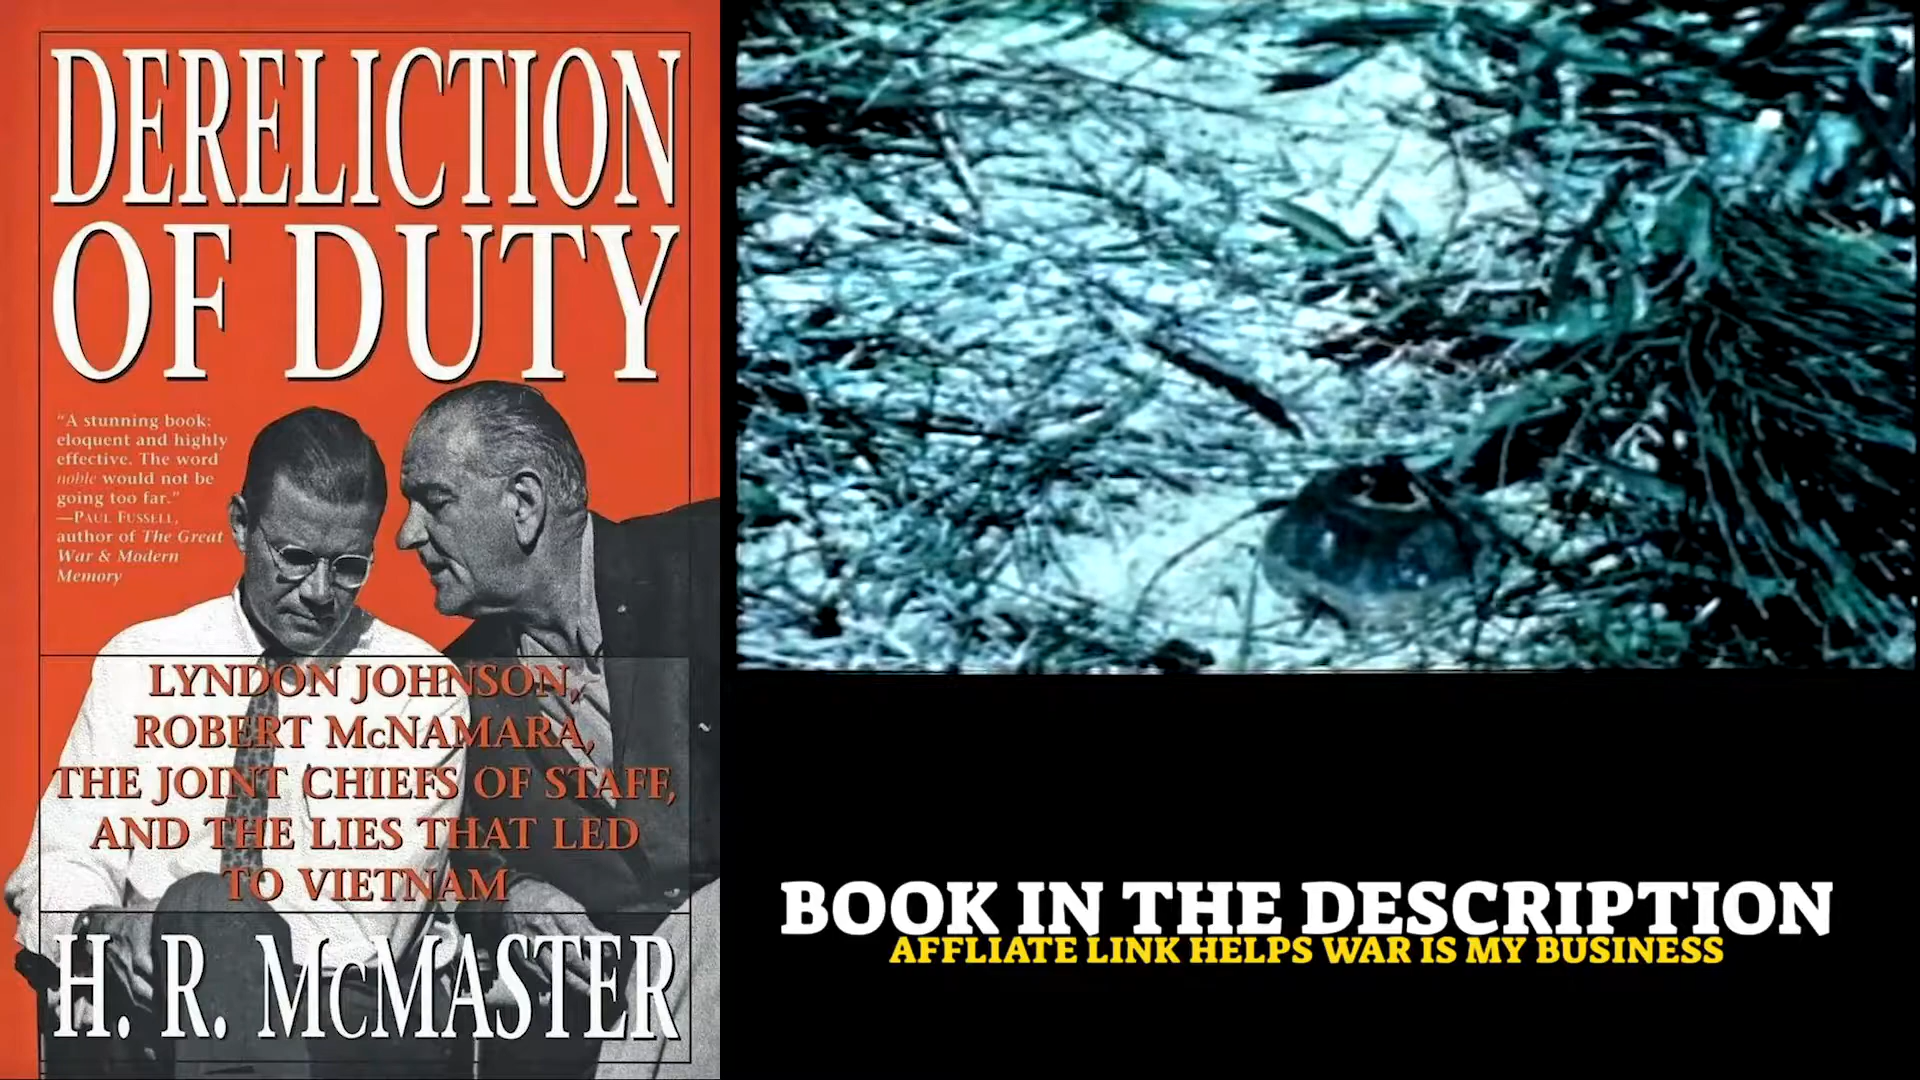 DERELICTION
OF DUTY
"A stunning book:
eloquent and highly
effective. The word
noble would not be
going too far."
—PAUL FUSSELL,
author of The Great
War & Modern
Memory
LYNDON JOHNSON,
ROBERT McNAMARA,
THE JOINT CHIEFS OF STAFF,
AND THE LIES THAT LED
TO VIETNAM
H. R. McMASTER
BOOK IN THE DESCRIPTION
AFFLIATE LINK HELPS WAR IS MY BUSINESS